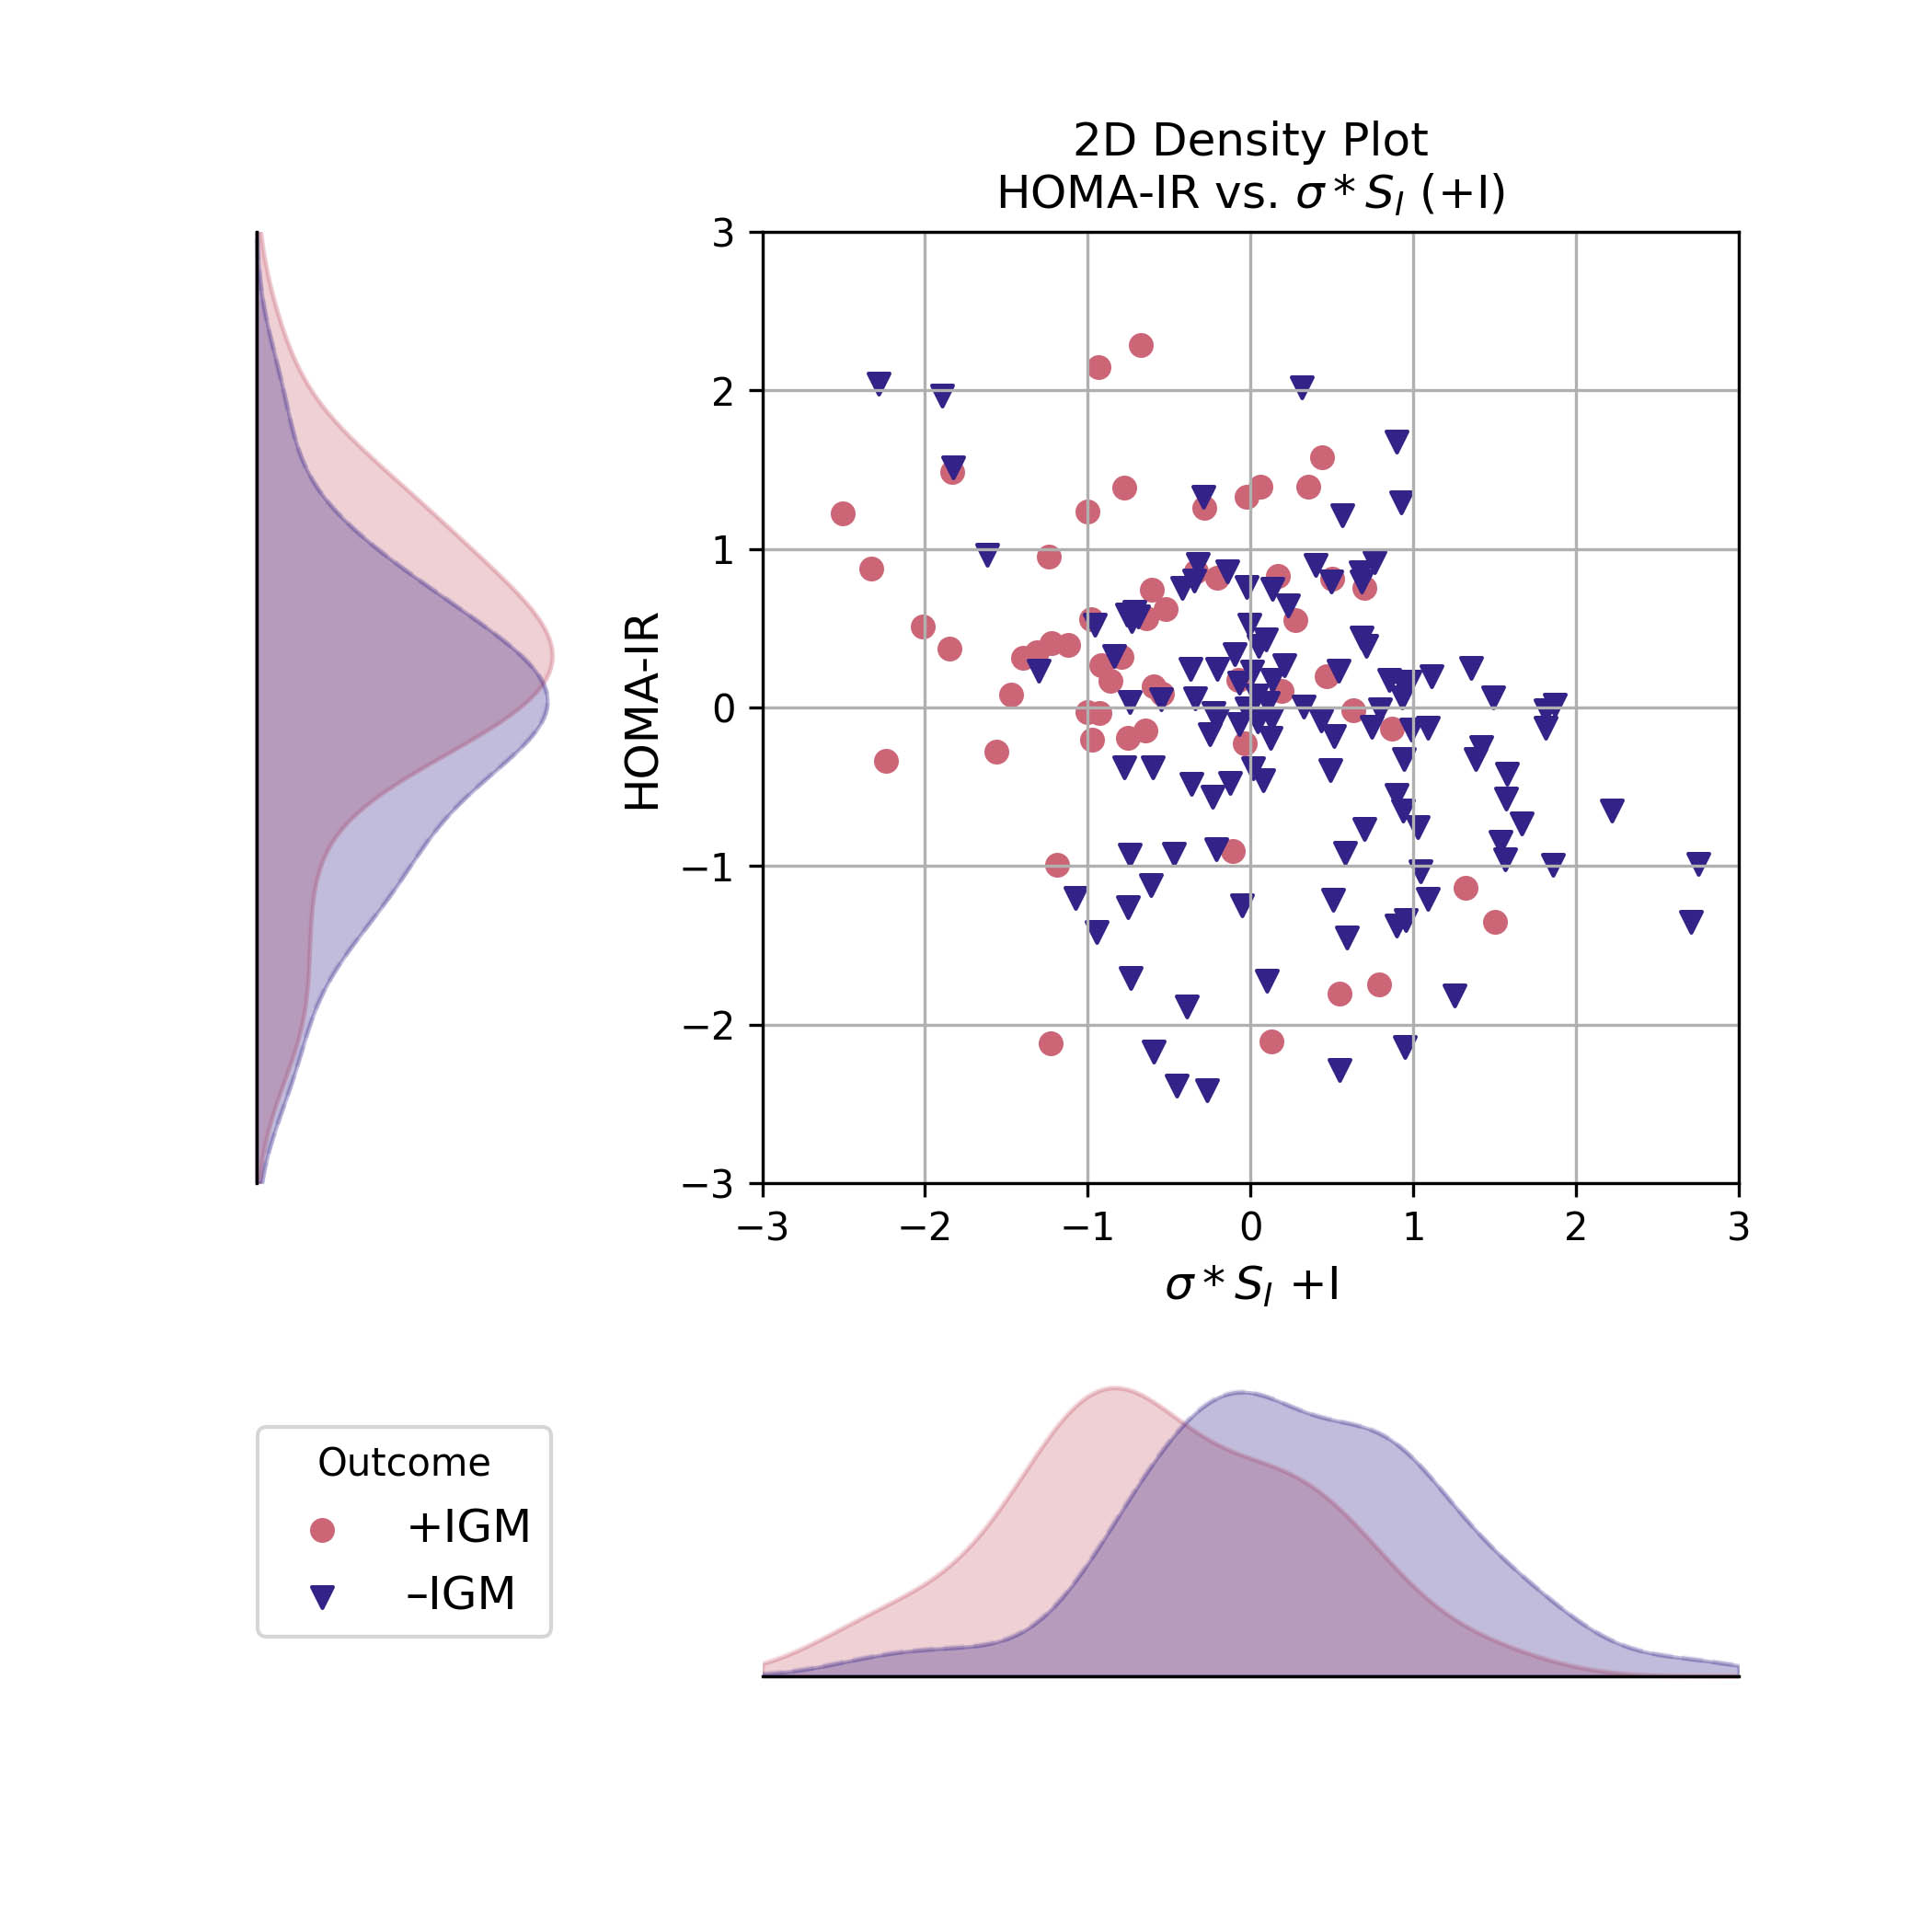 2D Density Plot
HOMA-IR vs. σ * S_I (+I)
HOMA-IR
3
2
1
0
−1
−2
−3
−3 −2 −1 0 1 2 3
σ * S_I +I
Outcome
+IGM
–IGM